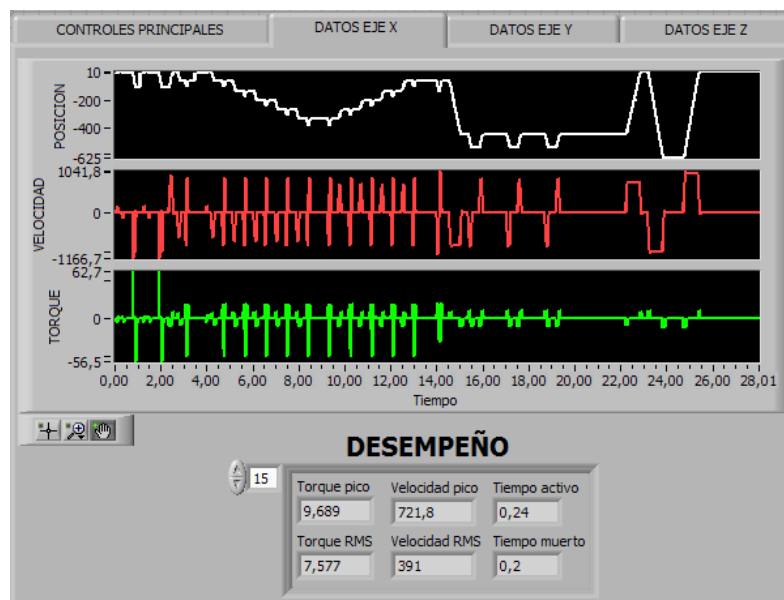 CONTROLES PRINCIPALES DATOS EJE X DATOS EJE Y DATOS EJE Z
POSICION
10
-200
-400
-625
VELOCIDAD
1041,8
0
-1166,7
TORQUE
62,7
0
-56,5
0,00 2,00 4,00 6,00 8,00 10,00 12,00 14,00 16,00 18,00 20,00 22,00 24,00 26,00 28,01
Tiempo
DESEMPEÑO
15
Torque pico Velocidad pico Tiempo activo
9,689 721,8 0,24
Torque RMS Velocidad RMS Tiempo muerto
7,577 391 0,2